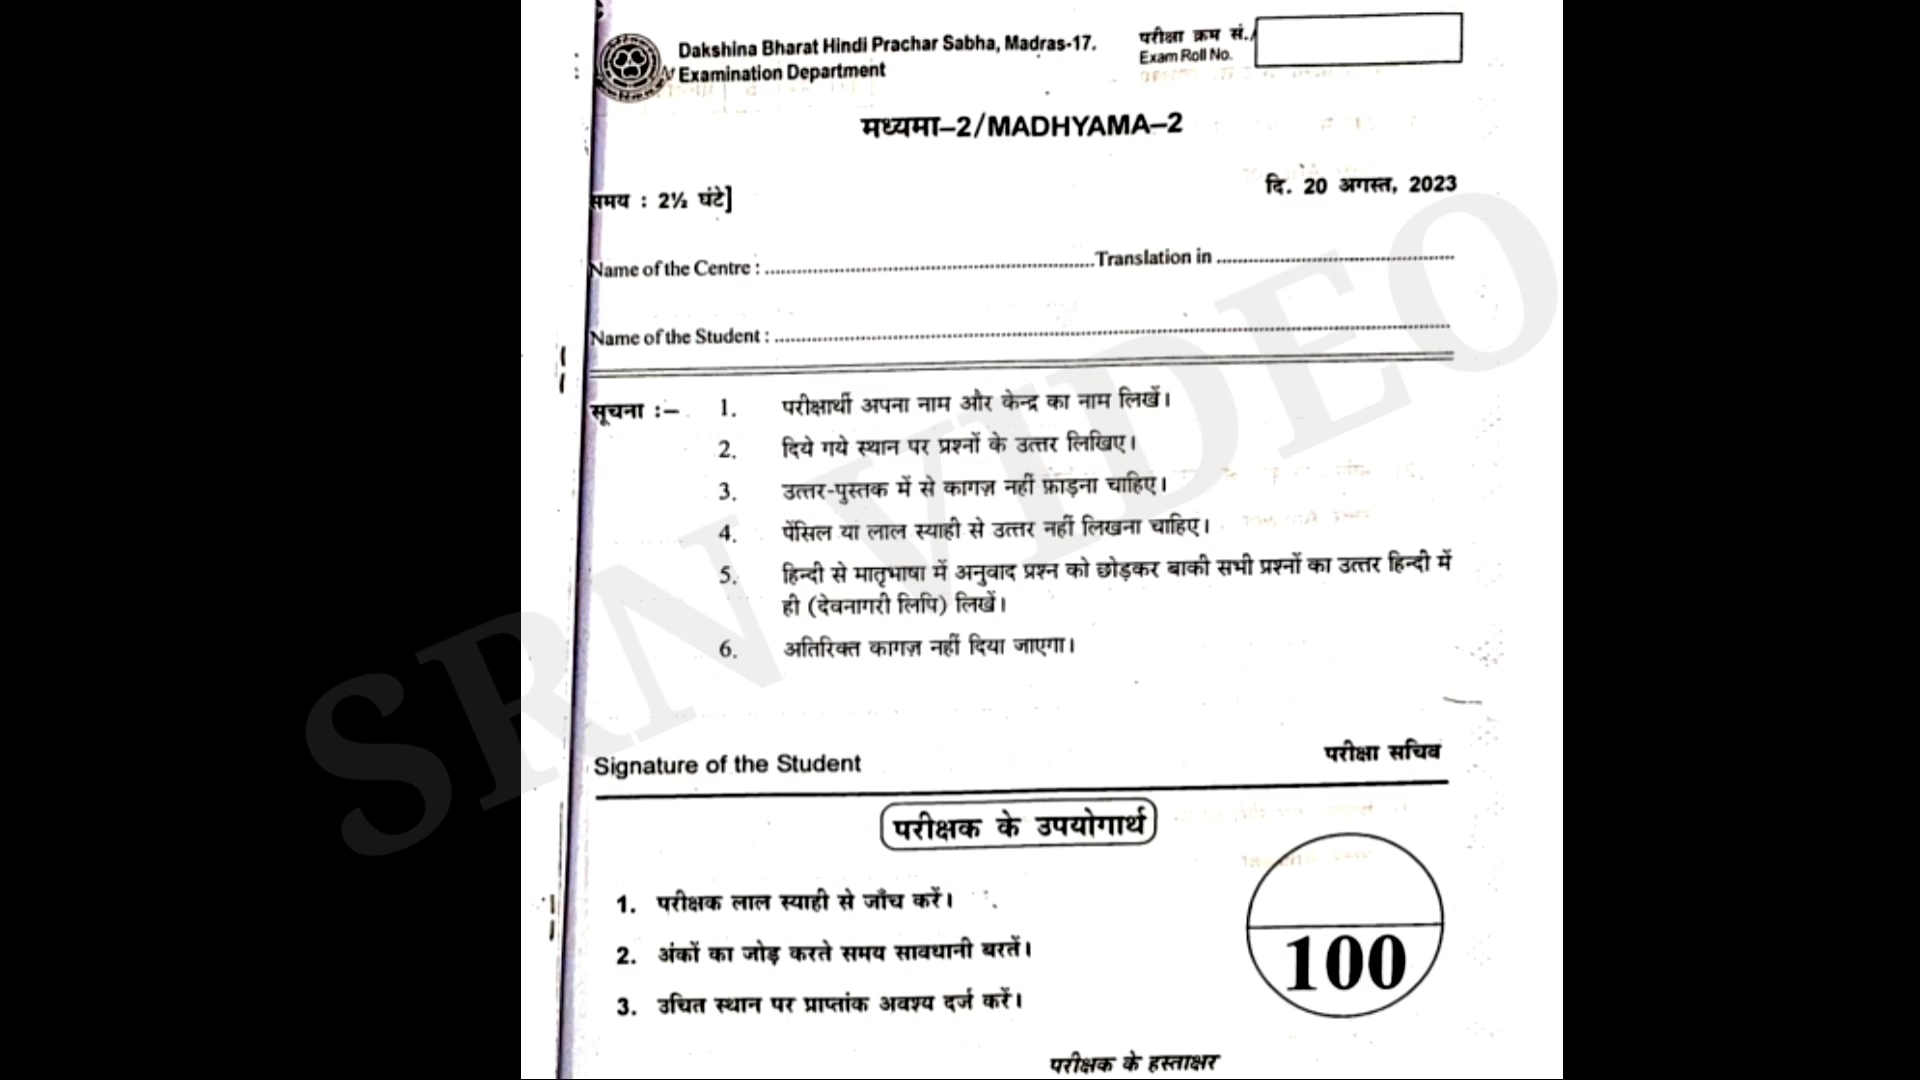 Dakshina Bharat Hindi Prachar Sabha, Madras-17.
Examination Department
परीक्षा क्रम सं./
Exam Roll No.
मध्यमा–2/MADHYAMA–2
समय : 2½ घंटे]
दि. 20 अगस्त, 2023
Name of the Centre : ................................Translation in ................................
Name of the Student : ................................
सूचना :–
1. परीक्षार्थी अपना नाम और केन्द्र का नाम लिखें।
2. दिये गये स्थान पर प्रश्नों के उत्तर लिखिए।
3. उत्तर-पुस्तक में से कागज़ नहीं फ़ाड़ना चाहिए।
4. पेंसिल या लाल स्याही से उत्तर नहीं लिखना चाहिए।
5. हिन्दी से मातृभाषा में अनुवाद प्रश्न को छोड़कर बाकी सभी प्रश्नों का उत्तर हिन्दी में
ही (देवनागरी लिपि) लिखें।
6. अतिरिक्त कागज़ नहीं दिया जाएगा।
SRN VIDEO
Signature of the Student
परीक्षा सचिव
परीक्षक के उपयोगार्थ
1. परीक्षक लाल स्याही से जाँच करें।
2. अंकों का जोड़ करते समय सावधानी बरतें।
3. उचित स्थान पर प्राप्तांक अवश्य दर्ज करें।
100
परीक्षक के हस्ताक्षर